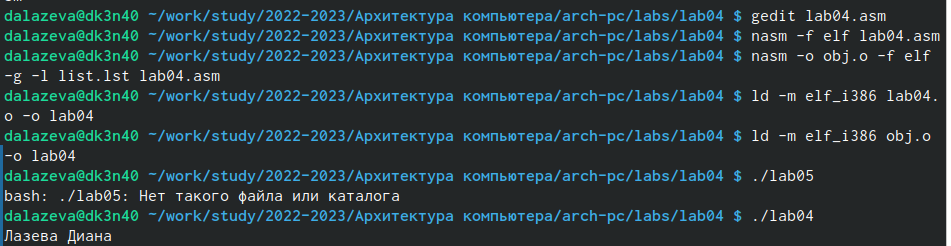 dalazeva@dk3n40 ~/work/study/2022-2023/Архитектура компьютера/arch-pc/labs/lab04 $ gedit lab04.asm
dalazeva@dk3n40 ~/work/study/2022-2023/Архитектура компьютера/arch-pc/labs/lab04 $ nasm -f elf lab04.asm
dalazeva@dk3n40 ~/work/study/2022-2023/Архитектура компьютера/arch-pc/labs/lab04 $ nasm -o obj.o -f elf
-g -l list.lst lab04.asm
dalazeva@dk3n40 ~/work/study/2022-2023/Архитектура компьютера/arch-pc/labs/lab04 $ ld -m elf_i386 lab04.
o -o lab04
dalazeva@dk3n40 ~/work/study/2022-2023/Архитектура компьютера/arch-pc/labs/lab04 $ ld -m elf_i386 obj.o
-o lab04
dalazeva@dk3n40 ~/work/study/2022-2023/Архитектура компьютера/arch-pc/labs/lab04 $ ./lab05
bash: ./lab05: Нет такого файла или каталога
dalazeva@dk3n40 ~/work/study/2022-2023/Архитектура компьютера/arch-pc/labs/lab04 $ ./lab04
Лазева Диана